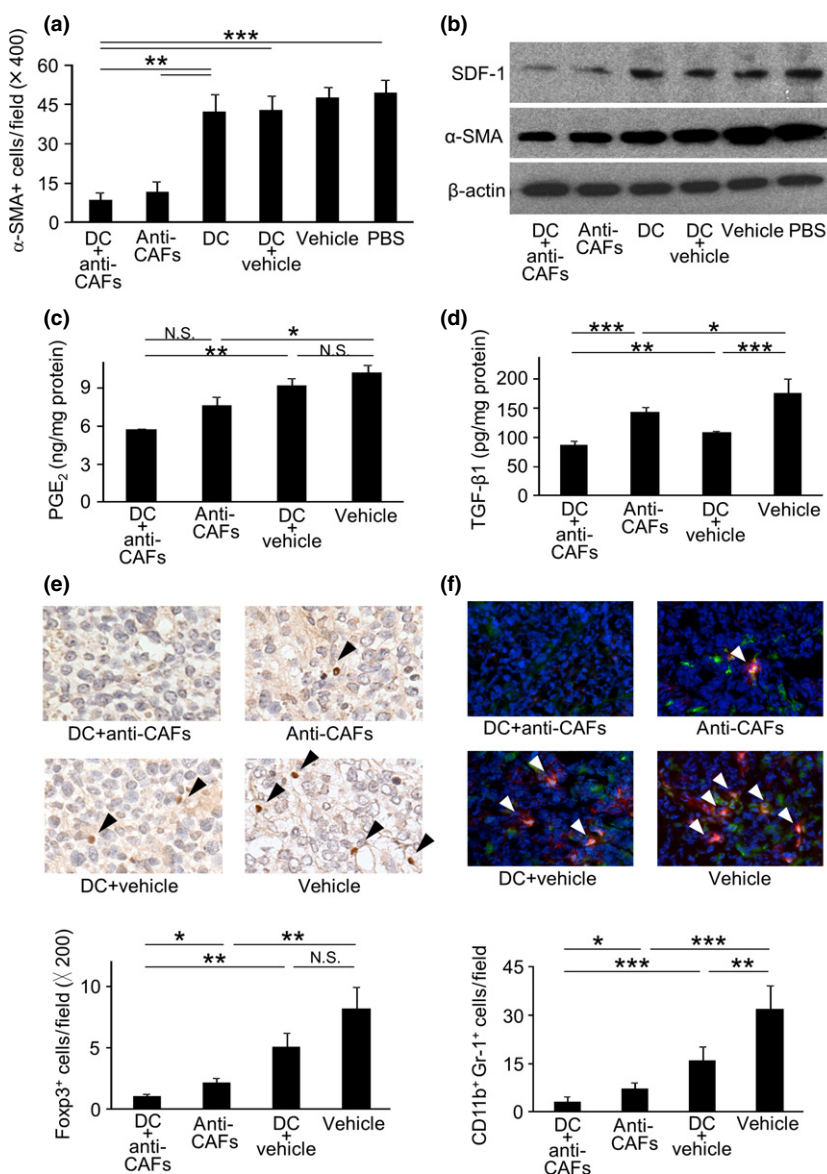 (a)
***
**
60
45
30
15
0
α-SMA+ cells/field (× 400)
DC
+
anti-
CAFs
Anti-
CAFs
DC
DC
+
vehicle
Vehicle
PBS
(b)
SDF-1
α-SMA
β-actin
DC
+
anti-
CAFs
Anti-
CAFs
DC
DC
+
vehicle
Vehicle
PBS
(c)
N.S.
*
**
N.S.
9
6
3
0
PGE₂ (ng/mg protein)
DC
+
anti-
CAFs
Anti-
CAFs
DC
+
vehicle
Vehicle
(d)
***
*
**
***
200
150
100
50
0
TGF-β1 (pg/mg protein)
DC
+
anti-
CAFs
Anti-
CAFs
DC
+
vehicle
Vehicle
(e)
DC+anti-CAFs
Anti-CAFs
DC+vehicle
Vehicle
*
**
**
N.S.
10
5
0
Foxp3⁺ cells/field (╳ 200)
DC
+
anti-
CAFs
Anti-
CAFs
DC
+
vehicle
Vehicle
(f)
DC+anti-CAFs
Anti-CAFs
DC+vehicle
Vehicle
*
***
***
**
45
30
15
0
CD11b⁺ Gr-1⁺ cells/field
DC
+
anti-
CAFs
Anti-
CAFs
DC
+
vehicle
Vehicle